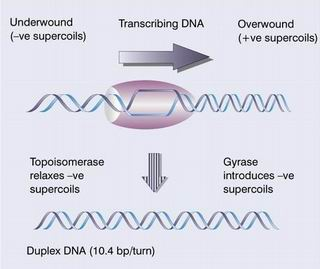 Underwound
(–ve supercoils)
Transcribing DNA
Overwound
(+ve supercoils)
Topoisomerase
relaxes –ve
supercoils
Gyrase
introduces –ve
supercoils
Duplex DNA (10.4 bp/turn)